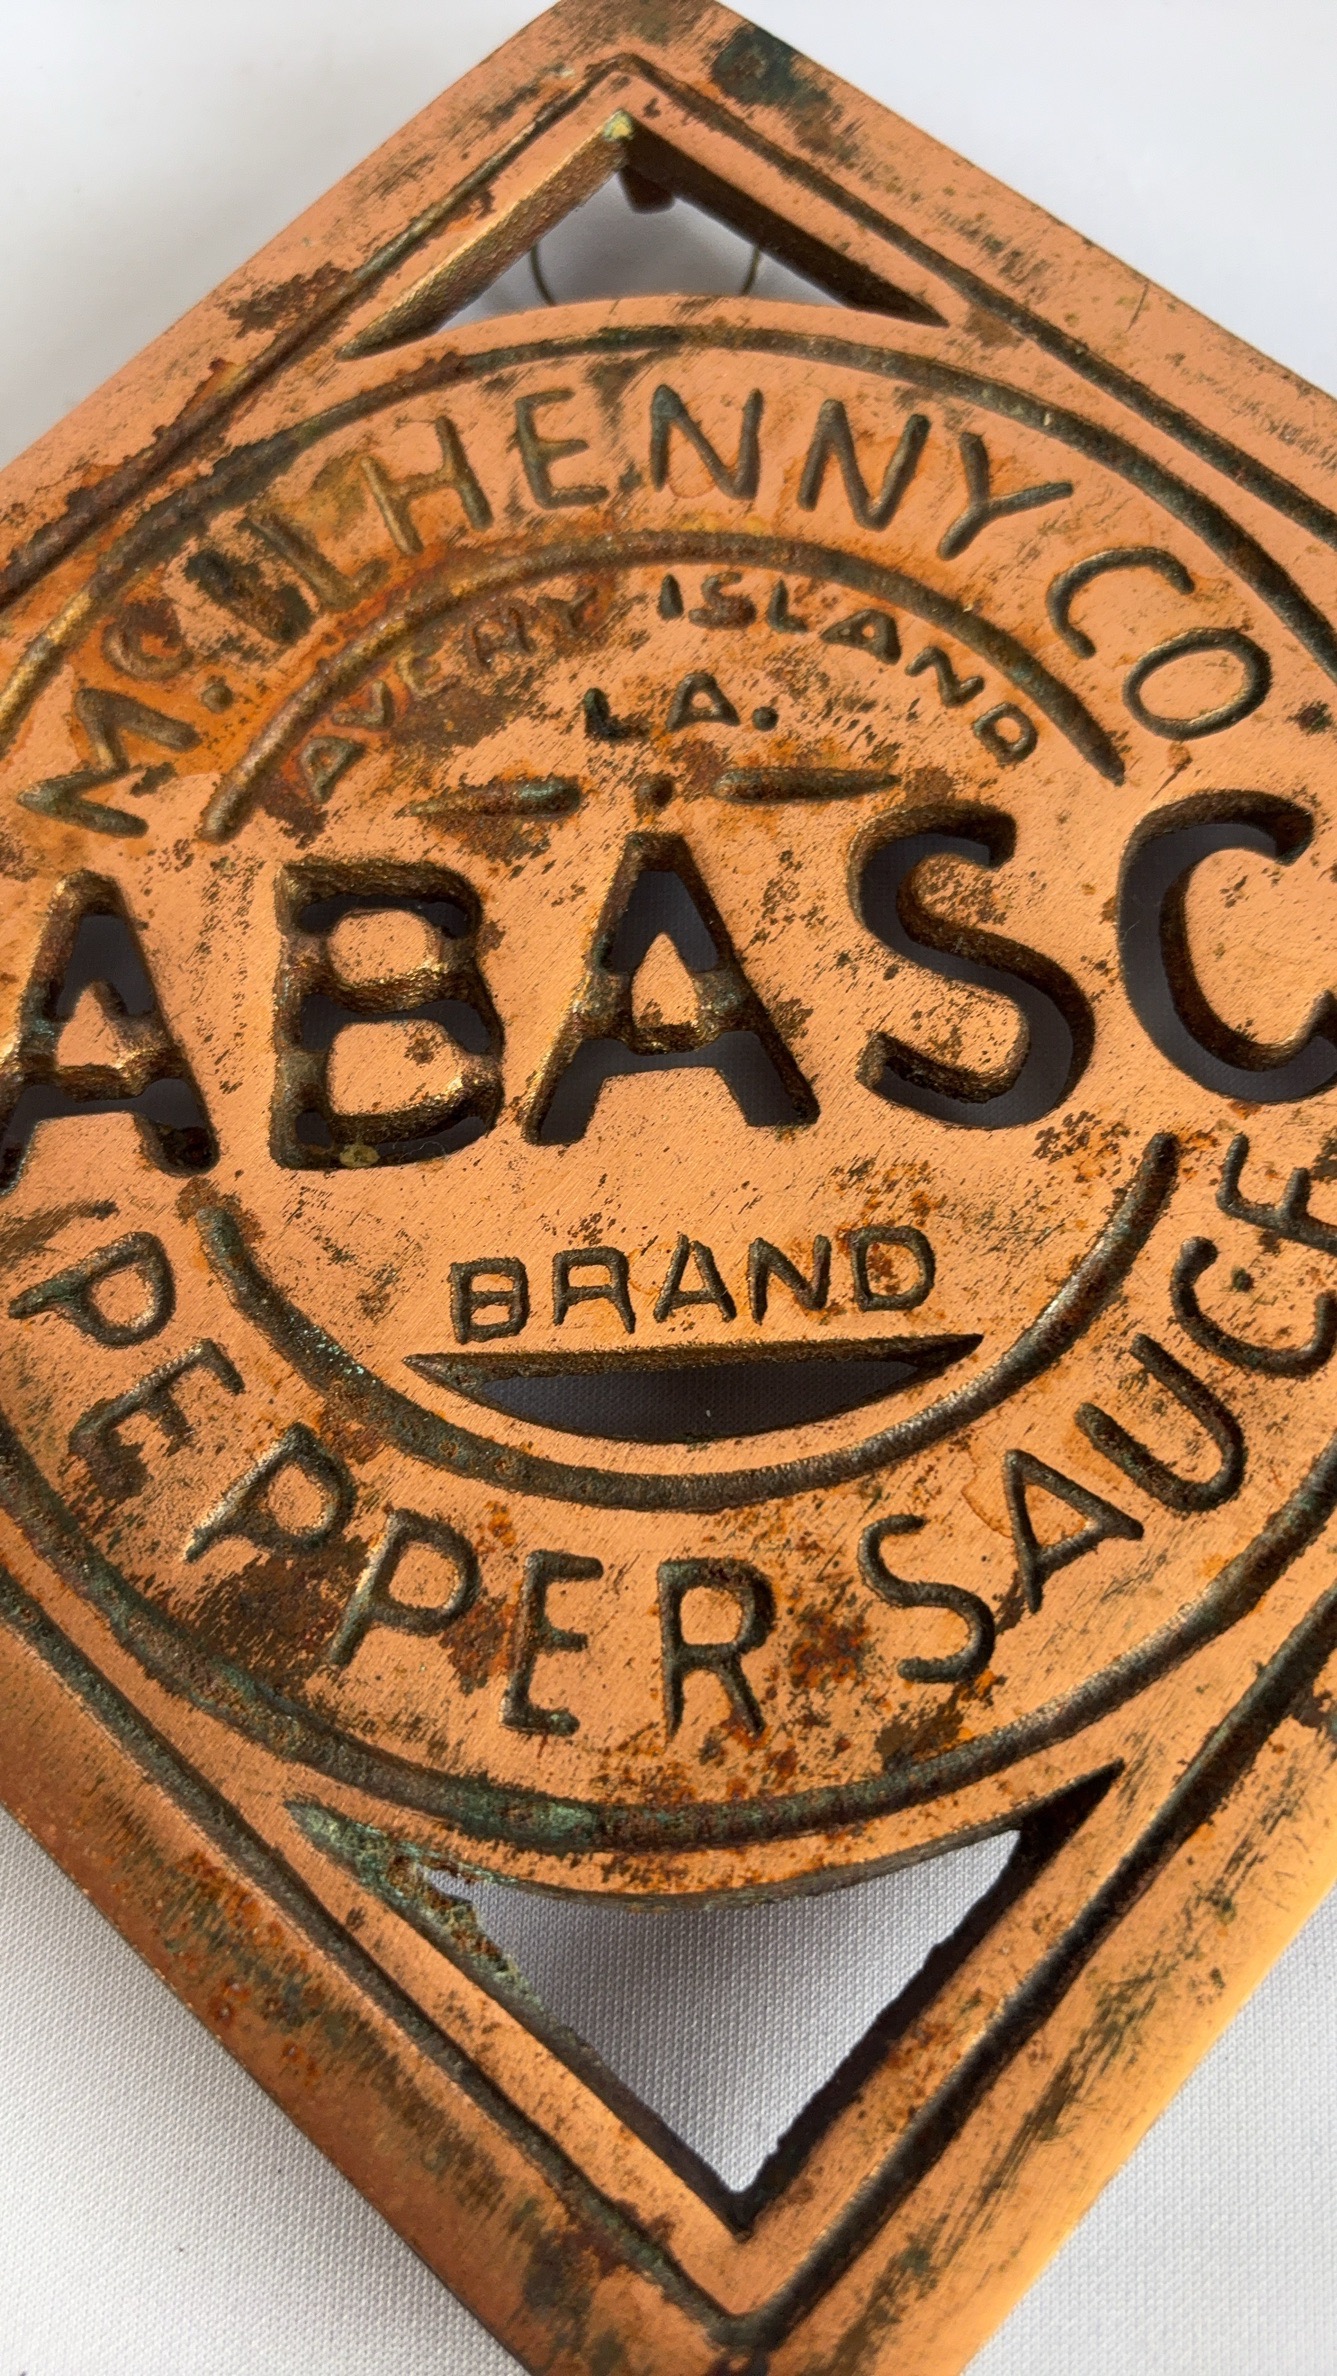 McILHENNY CO
AVERY ISLAND
LA.
ABASC
BRAND
PEPPER SAUCE